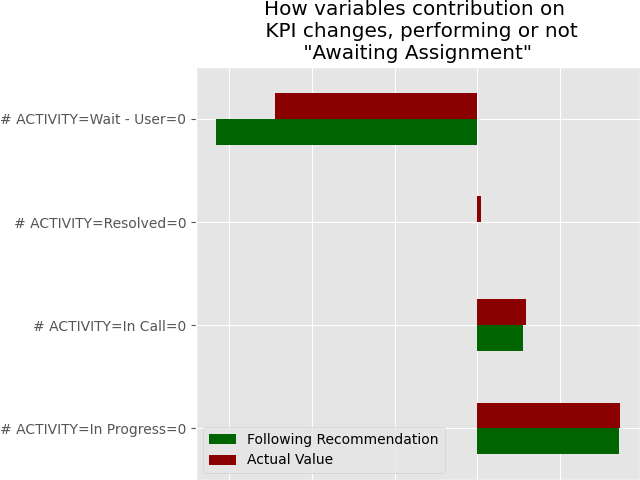 How variables contribution on
KPI changes, performing or not
"Awaiting Assignment"
# ACTIVITY=Wait - User=0
# ACTIVITY=Resolved=0
# ACTIVITY=In Call=0
# ACTIVITY=In Progress=0
Following Recommendation
Actual Value